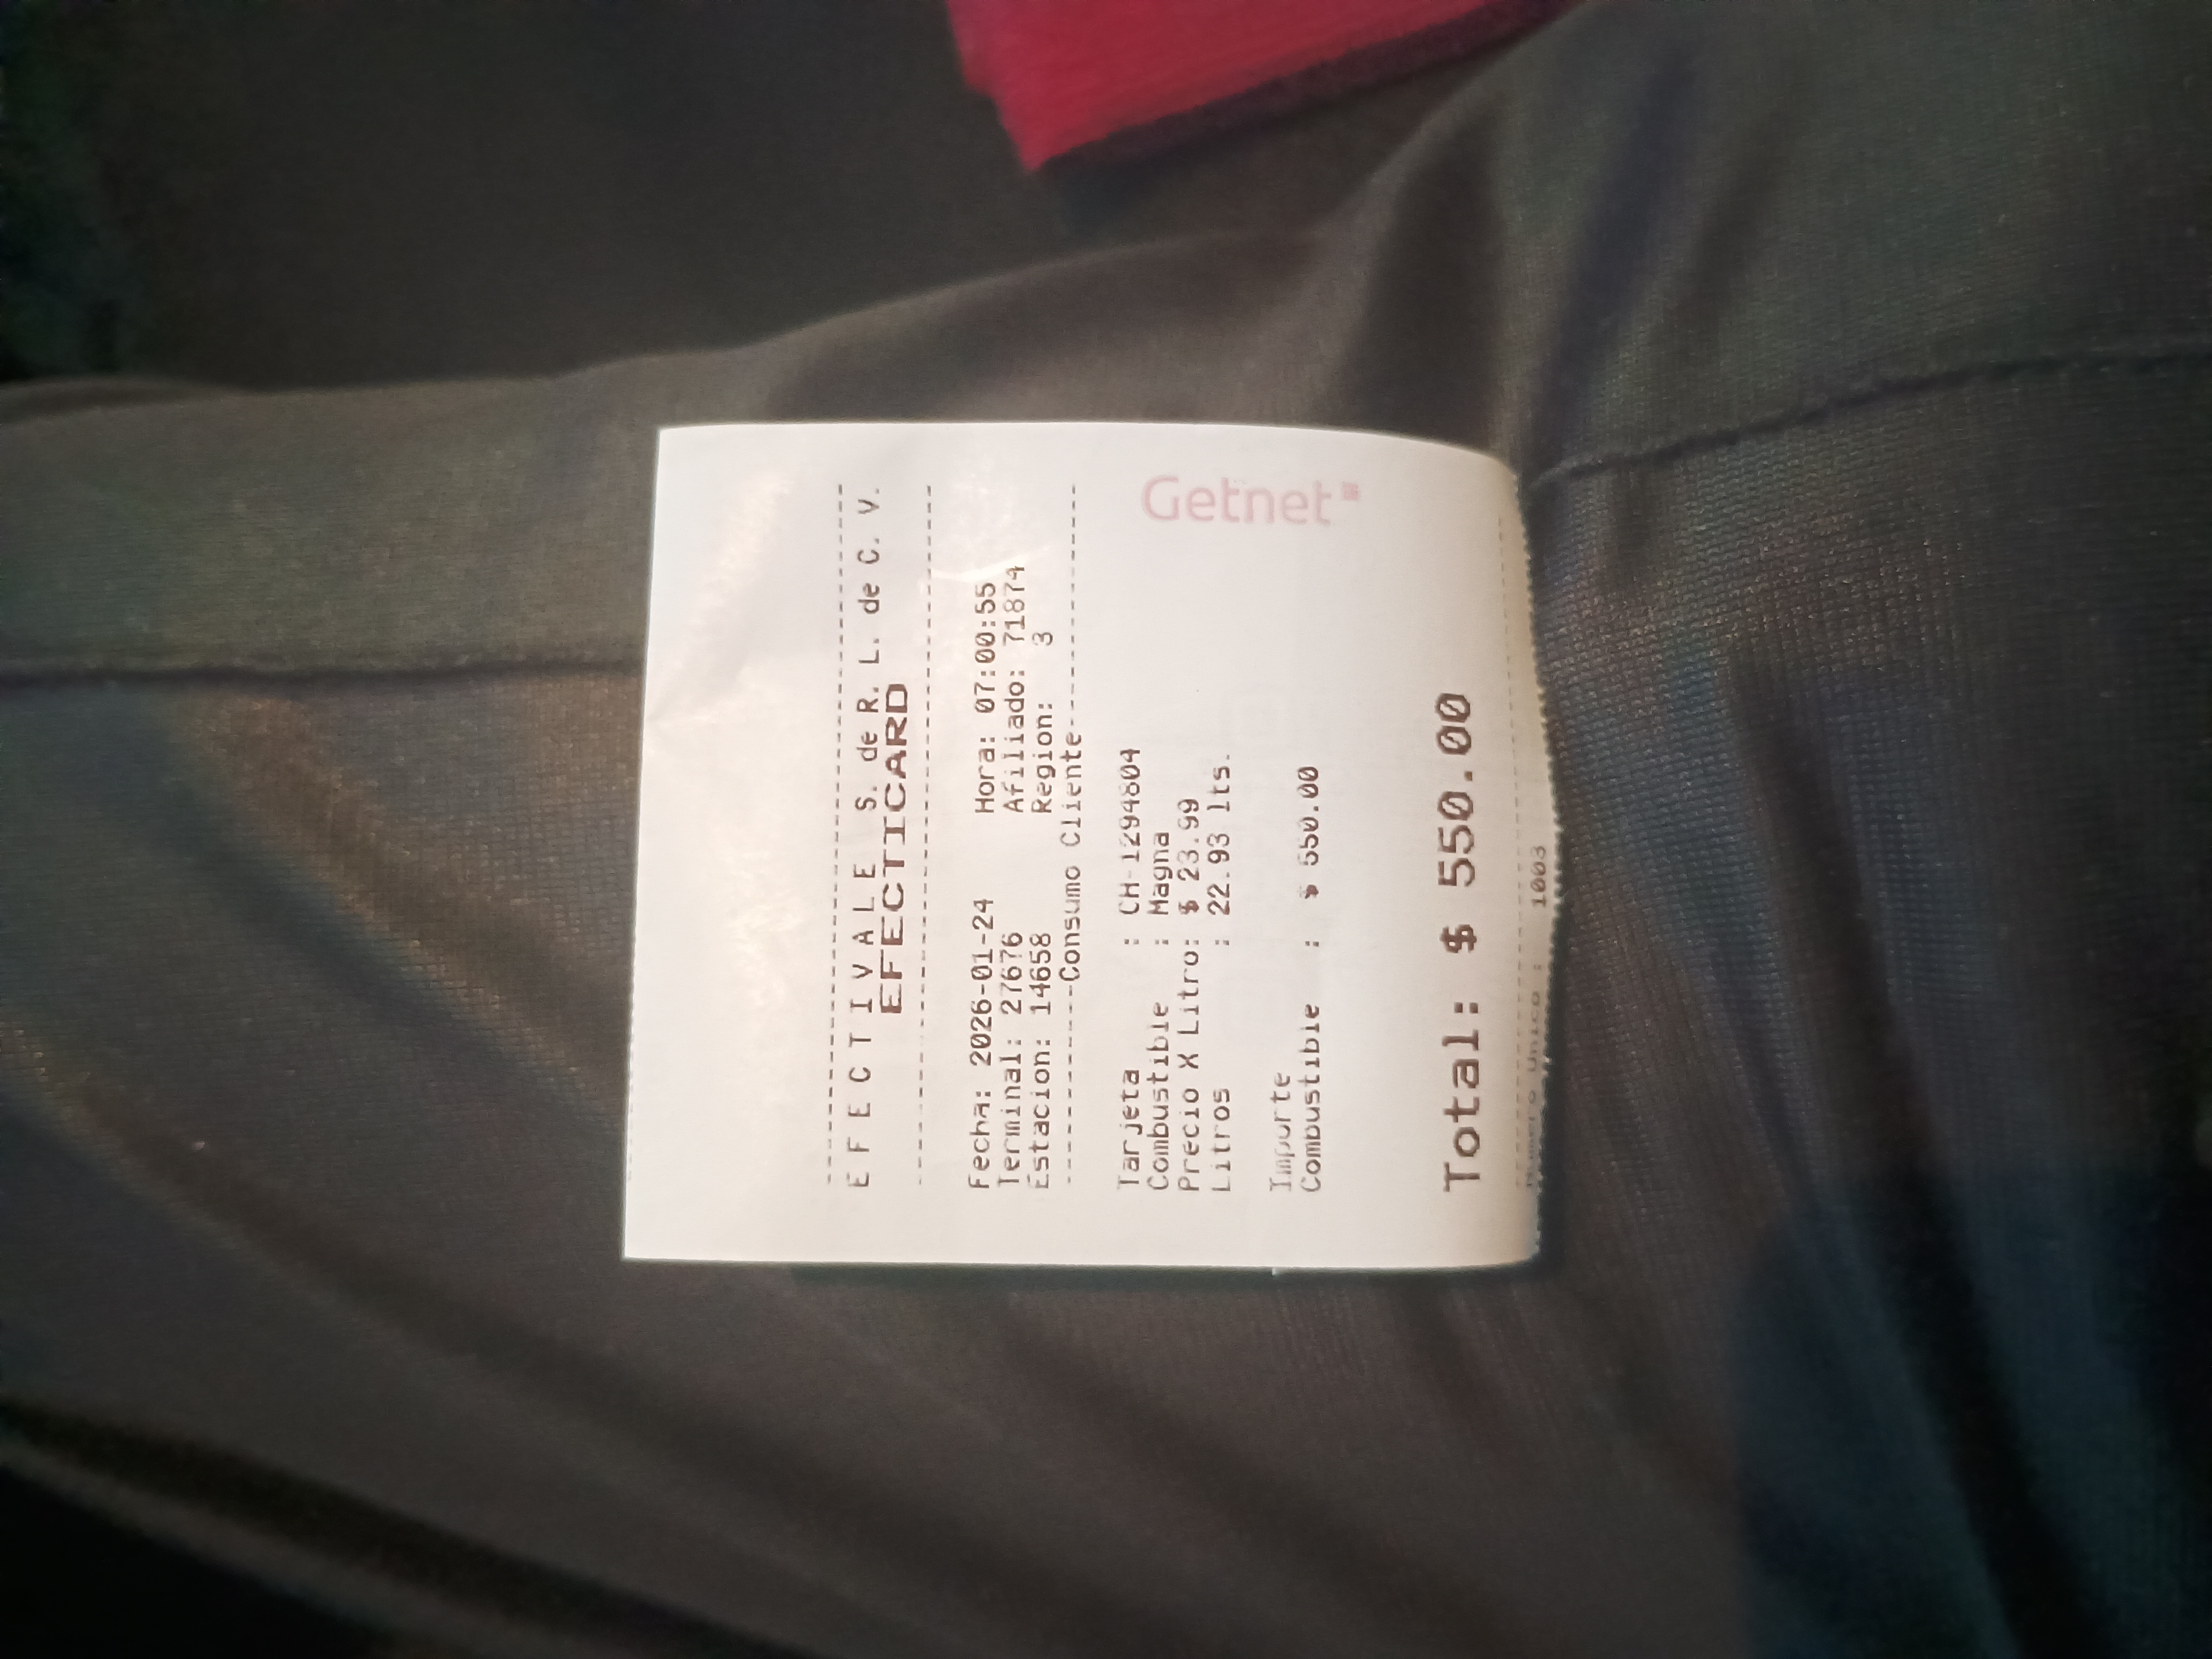 E F E C T I V A L E S. de R. L. de C. V.
EFECTICARD
Fecha: 2026-01-24 Hora: 07:00:55
Terminal: 27676 Afiliado: 71874
Estacion: 14658 Region: 3
Consumo Cliente
Tarjeta : CH-1294804
Combustible : Magna
Precio X Litro: $ 23.99
Litros : 22.93 lts.
Importe
Combustible : $ 550.00
Getnet
Total: $ 550.00
Unico : 1003